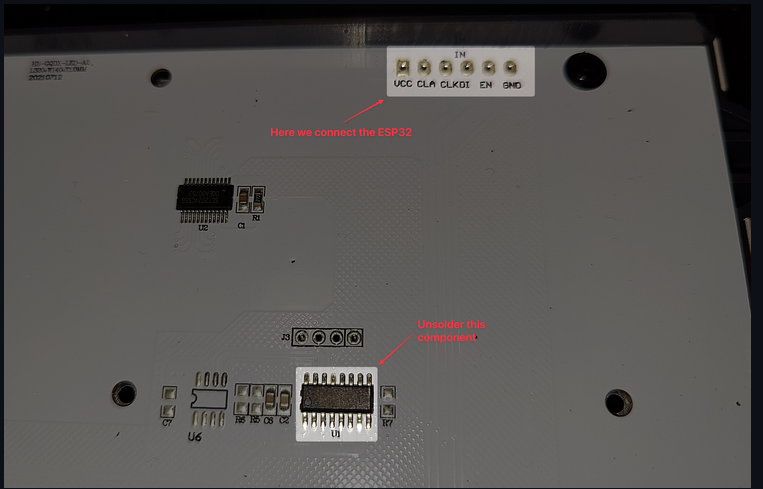 20210712
IN
VCC CLA CLKDI EN GND
Here we connect the ESP32
R1
U2
C1
Unsolder this
component
J3
C7
R6
R5
C3
C2
R7
U1
U6